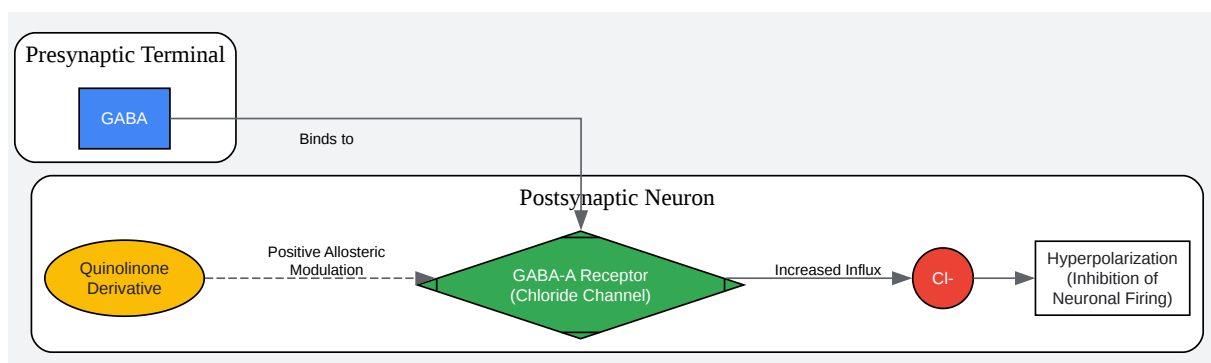 Presynaptic Terminal
GABA
Binds to
Postsynaptic Neuron
Quinolinone
Derivative
Positive Allosteric
Modulation
GABA-A Receptor
(Chloride Channel)
Increased Influx
Cl-
Hyperpolarization
(Inhibition of
Neuronal Firing)